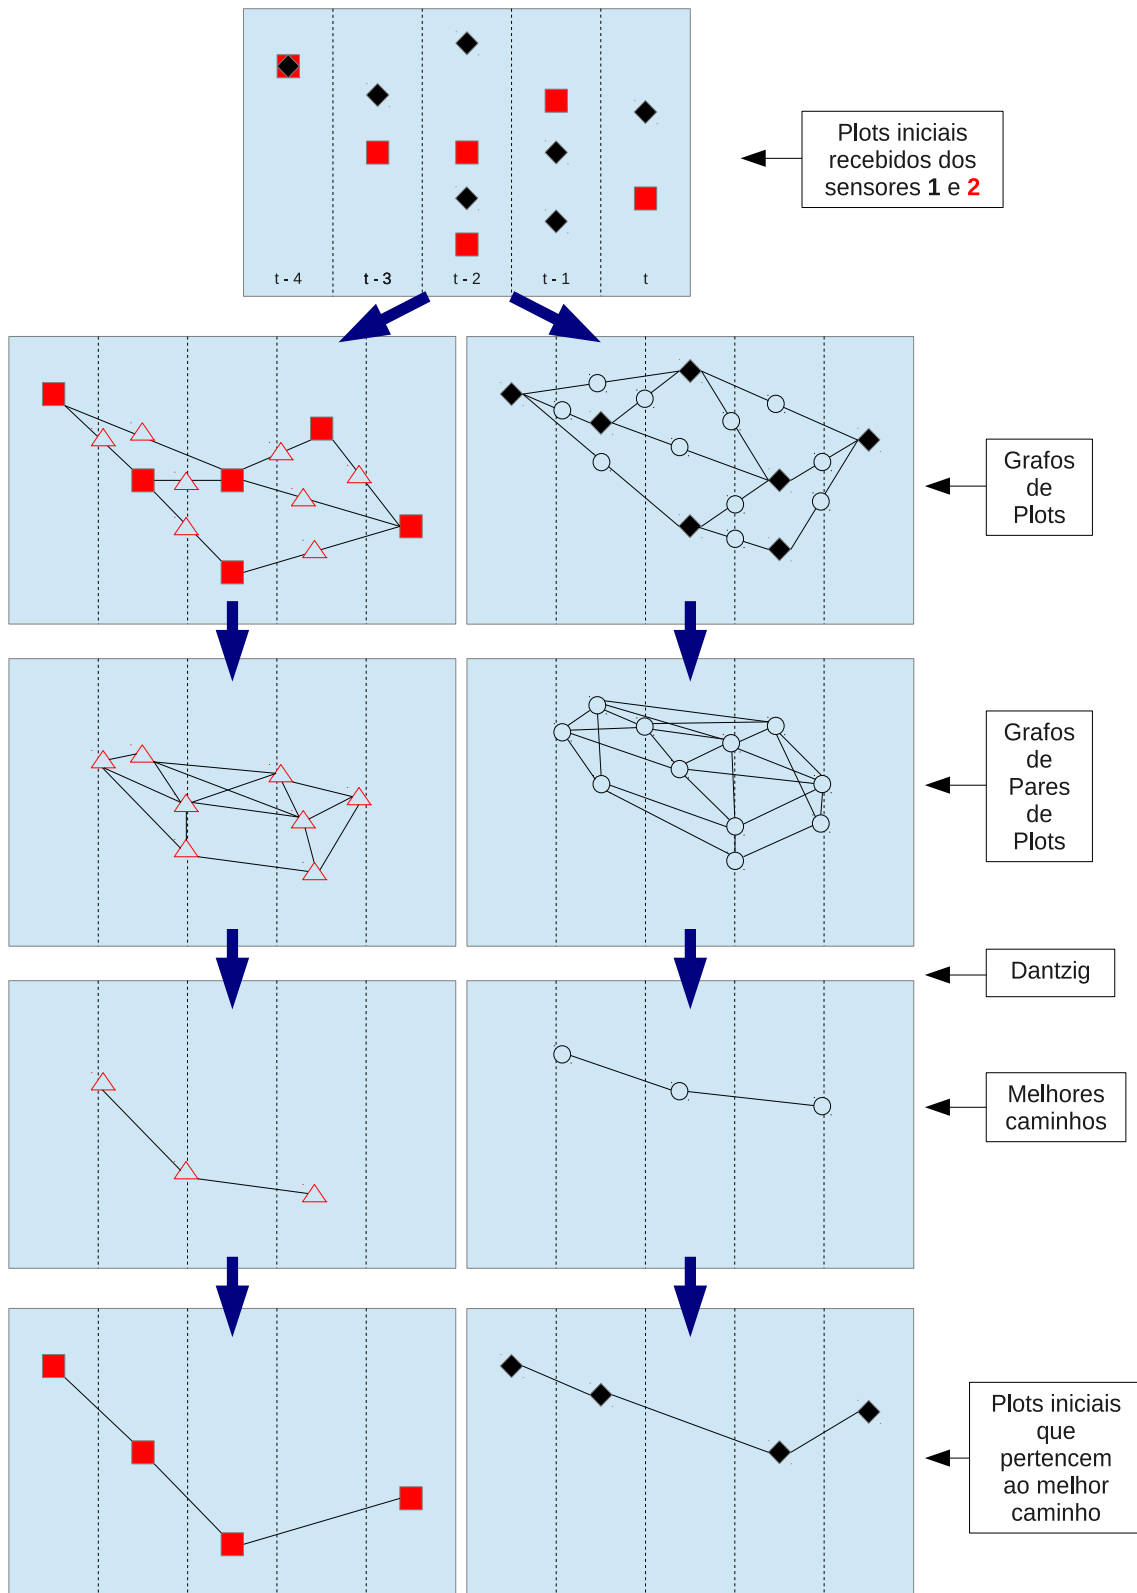 Plots iniciais
recebidos dos
sensores 1 e 2
t - 4
t - 3
t - 2
t - 1
t
Grafos
de
Plots
Grafos
de
Pares
de
Plots
Dantzig
Melhores
caminhos
Plots iniciais
que
pertencem
ao melhor
caminho